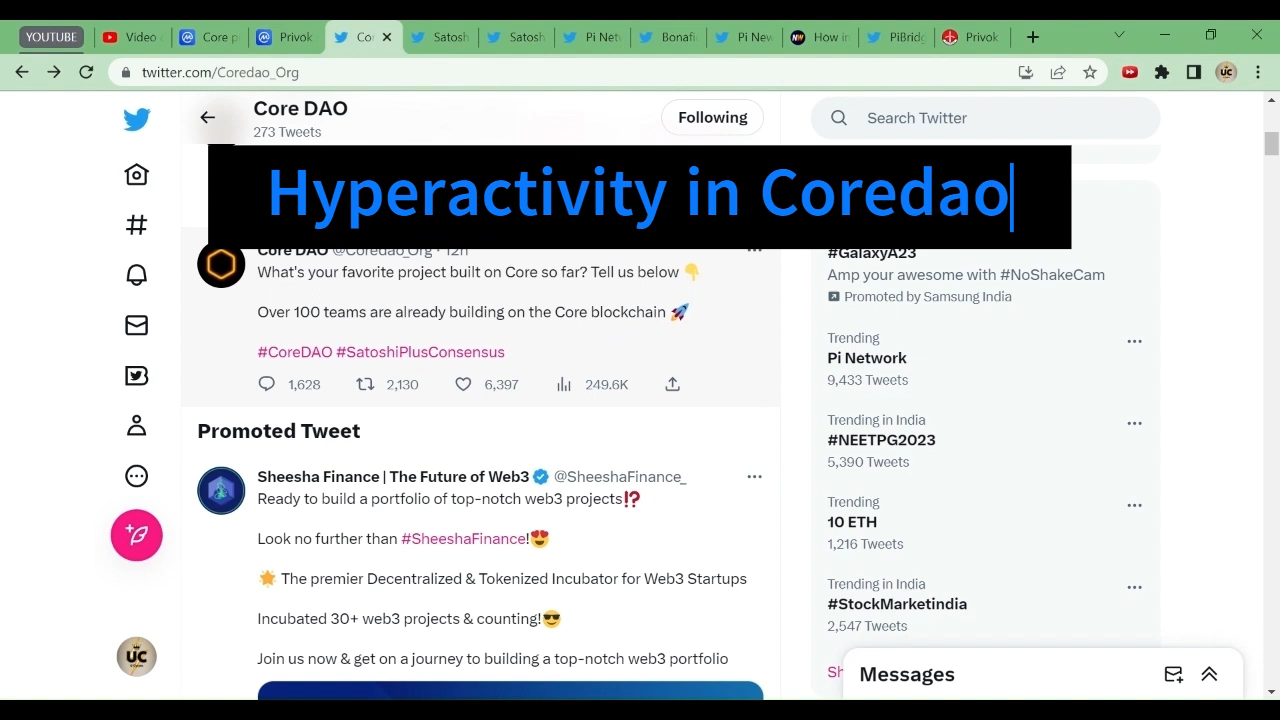 YOUTUBE
Video
Core p
Privok
Co
Satosh
Satosh
Pi Net
Bonafi
Pi New
How in
PiBridg
Privok
twitter.com/Coredao_Org
UC
Core DAO
273 Tweets
Following
Search Twitter
Hyperactivity in Coredao
Core DAO @Coredao_Org · 12h
What's your favorite project built on Core so far? Tell us below 👇
Over 100 teams are already building on the Core blockchain 🚀
#CoreDAO #SatoshiPlusConsensus
1,628 2,130 6,397 249.6K
Promoted Tweet
Sheesha Finance | The Future of Web3 @SheeshaFinance_
Ready to build a portfolio of top-notch web3 projects⁉️
Look no further than #SheeshaFinance!😍
🌟 The premier Decentralized & Tokenized Incubator for Web3 Startups
Incubated 30+ web3 projects & counting!😎
Join us now & get on a journey to building a top-notch web3 portfolio
#GalaxyA23
Amp your awesome with #NoShakeCam
Promoted by Samsung India
Trending
Pi Network
9,433 Tweets
Trending in India
#NEETPG2023
5,390 Tweets
Trending
10 ETH
1,216 Tweets
Trending in India
#StockMarketindia
2,547 Tweets
Sh
Messages
UC